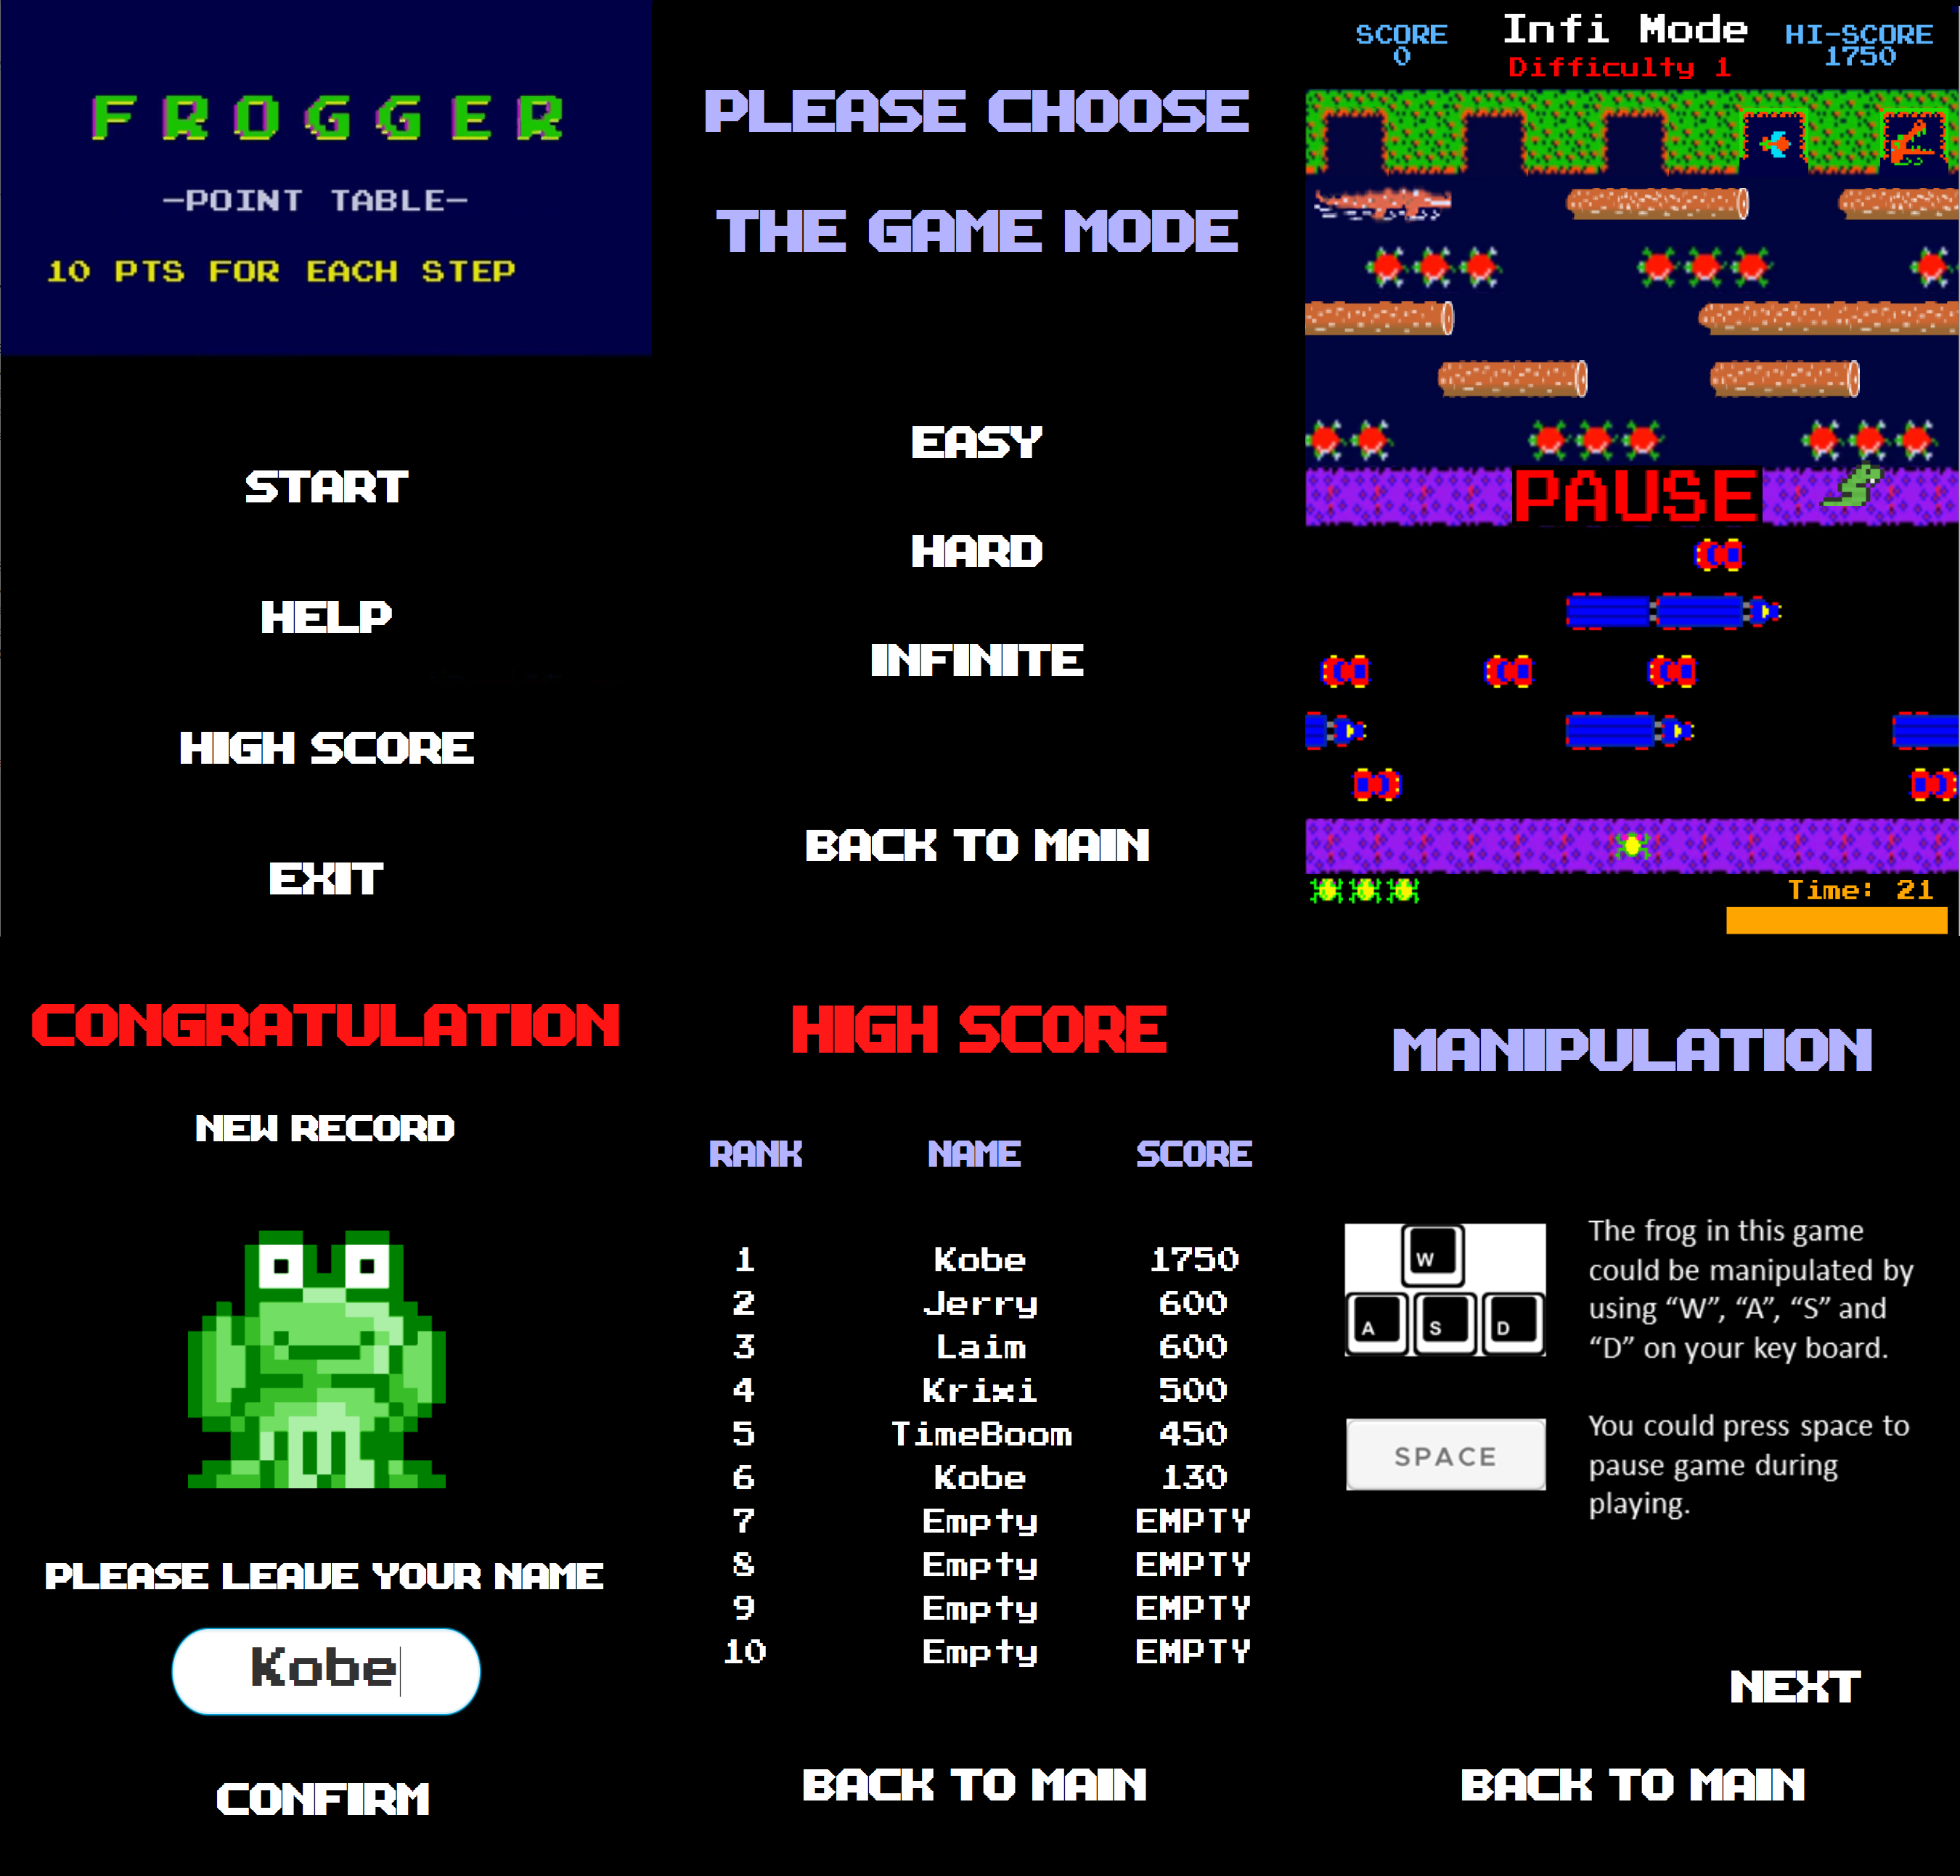 FROGGER
-POINT TABLE-
10 PTS FOR EACH STEP
START
HELP
HIGH SCORE
EXIT
PLEASE CHOOSE
THE GAME MODE
EASY
HARD
INFINITE
BACK TO MAIN
SCORE
0
Infi Mode
Difficulty 1
HI-SCORE
1750
PAUSE
Time: 21
CONGRATULATION
NEW RECORD
PLEASE LEAVE YOUR NAME
Kobe
CONFIRM
HIGH SCORE
RANK NAME SCORE
1 Kobe 1750
2 Jerry 600
3 Laim 600
4 Krixi 500
5 TimeBoom 450
6 Kobe 130
7 Empty EMPTY
8 Empty EMPTY
9 Empty EMPTY
10 Empty EMPTY
BACK TO MAIN
MANIPULATION
W
A S D
The frog in this game
could be manipulated by
using “W”, “A”, “S” and
“D” on your key board.
SPACE
You could press space to
pause game during
playing.
NEXT
BACK TO MAIN